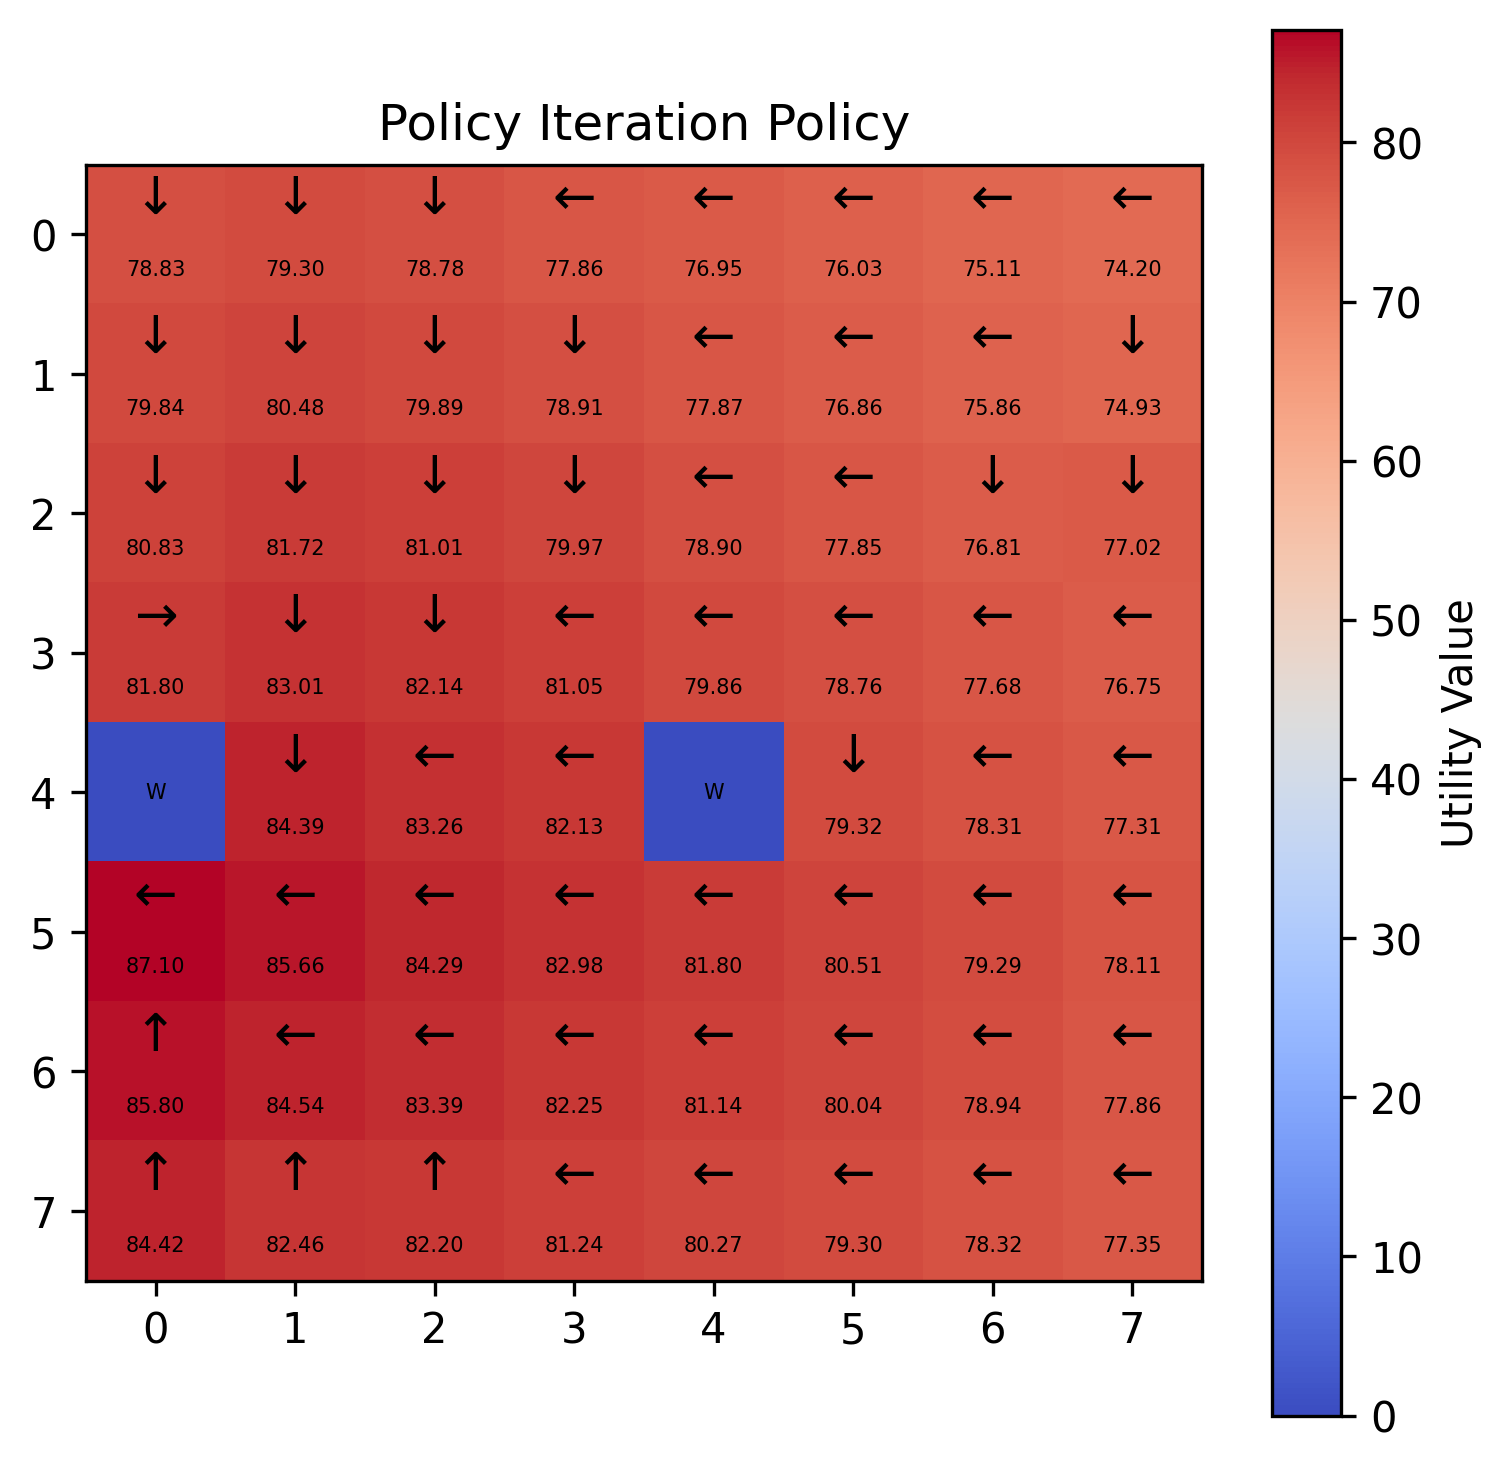 Policy Iteration Policy
0 ↓ ↓ ↓ ← ← ← ← ←
78.83 79.30 78.78 77.86 76.95 76.03 75.11 74.20
1 ↓ ↓ ↓ ↓ ← ← ← ↓
79.84 80.48 79.89 78.91 77.87 76.86 75.86 74.93
2 ↓ ↓ ↓ ↓ ← ← ↓ ↓
80.83 81.72 81.01 79.97 78.90 77.85 76.81 77.02
3 → ↓ ↓ ← ← ← ← ←
81.80 83.01 82.14 81.05 79.86 78.76 77.68 76.75
4 W ↓ ← ← W ↓ ← ←
84.39 83.26 82.13 79.32 78.31 77.31
5 ← ← ← ← ← ← ← ←
87.10 85.66 84.29 82.98 81.80 80.51 79.29 78.11
6 ↑ ← ← ← ← ← ← ←
85.80 84.54 83.39 82.25 81.14 80.04 78.94 77.86
7 ↑ ↑ ↑ ← ← ← ← ←
84.42 82.46 82.20 81.24 80.27 79.30 78.32 77.35
0 1 2 3 4 5 6 7
80
70
60
50
40
30
20
10
0
Utility Value